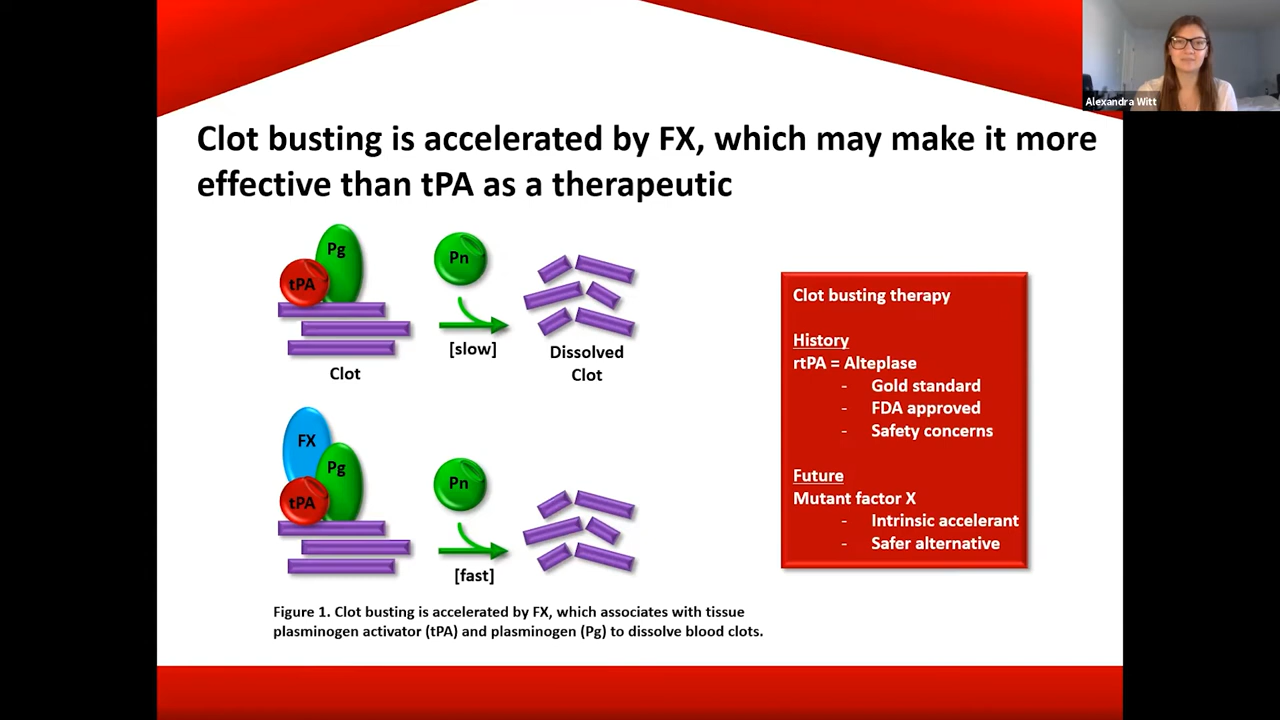 Alexandra Witt
Clot busting is accelerated by FX, which may make it more
effective than tPA as a therapeutic
Pg
tPA
Pn
[slow]
Clot
Dissolved
Clot
FX
Pg
tPA
Pn
[fast]
Figure 1. Clot busting is accelerated by FX, which associates with tissue
plasminogen activator (tPA) and plasminogen (Pg) to dissolve blood clots.
Clot busting therapy
History
rtPA = Alteplase
- Gold standard
- FDA approved
- Safety concerns
Future
Mutant factor X
- Intrinsic accelerant
- Safer alternative